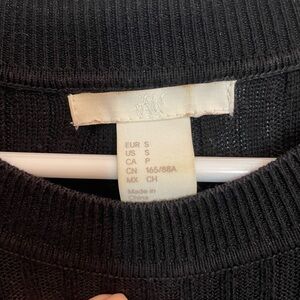 EUR S
US S
CA P
CN 165/88A
MX CH
Made in
China